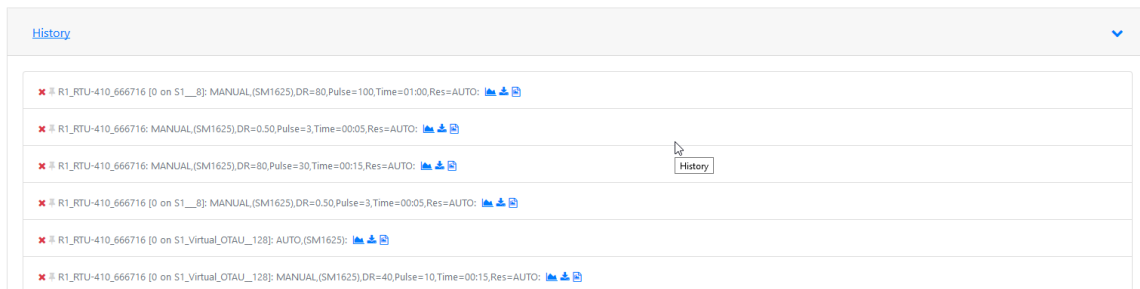 History
R1_RTU-410_666716 [0 on S1__8]: MANUAL,(SM1625),DR=80,Pulse=100,Time=01:00,Res=AUTO:
R1_RTU-410_666716: MANUAL,(SM1625),DR=0.50,Pulse=3,Time=00:05,Res=AUTO:
R1_RTU-410_666716: MANUAL,(SM1625),DR=80,Pulse=30,Time=00:15,Res=AUTO:
History
R1_RTU-410_666716 [0 on S1__8]: MANUAL,(SM1625),DR=0.50,Pulse=3,Time=00:05,Res=AUTO:
R1_RTU-410_666716 [0 on S1_Virtual_OTAU__128]: AUTO,(SM1625):
R1_RTU-410_666716 [0 on S1_Virtual_OTAU__128]: MANUAL,(SM1625),DR=40,Pulse=10,Time=00:15,Res=AUTO: